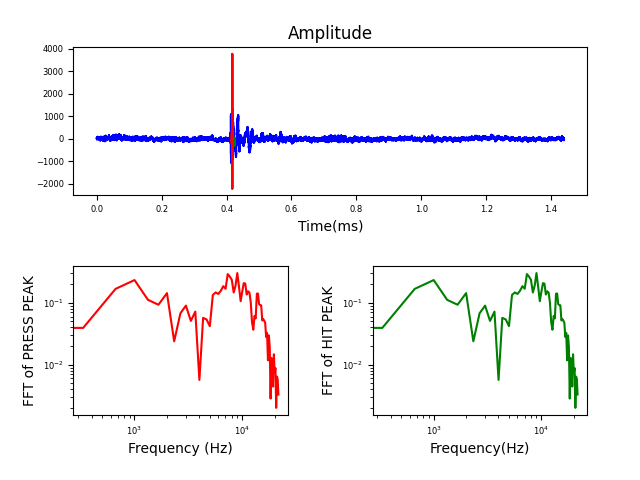 Amplitude
4000
3000
2000
1000
0
−1000
−2000
0.0 0.2 0.4 0.6 0.8 1.0 1.2 1.4
Time(ms)
FFT of PRESS PEAK
10⁻¹
10⁻²
10³ 10⁴
Frequency (Hz)
FFT of HIT PEAK
10⁻¹
10⁻²
10³ 10⁴
Frequency(Hz)